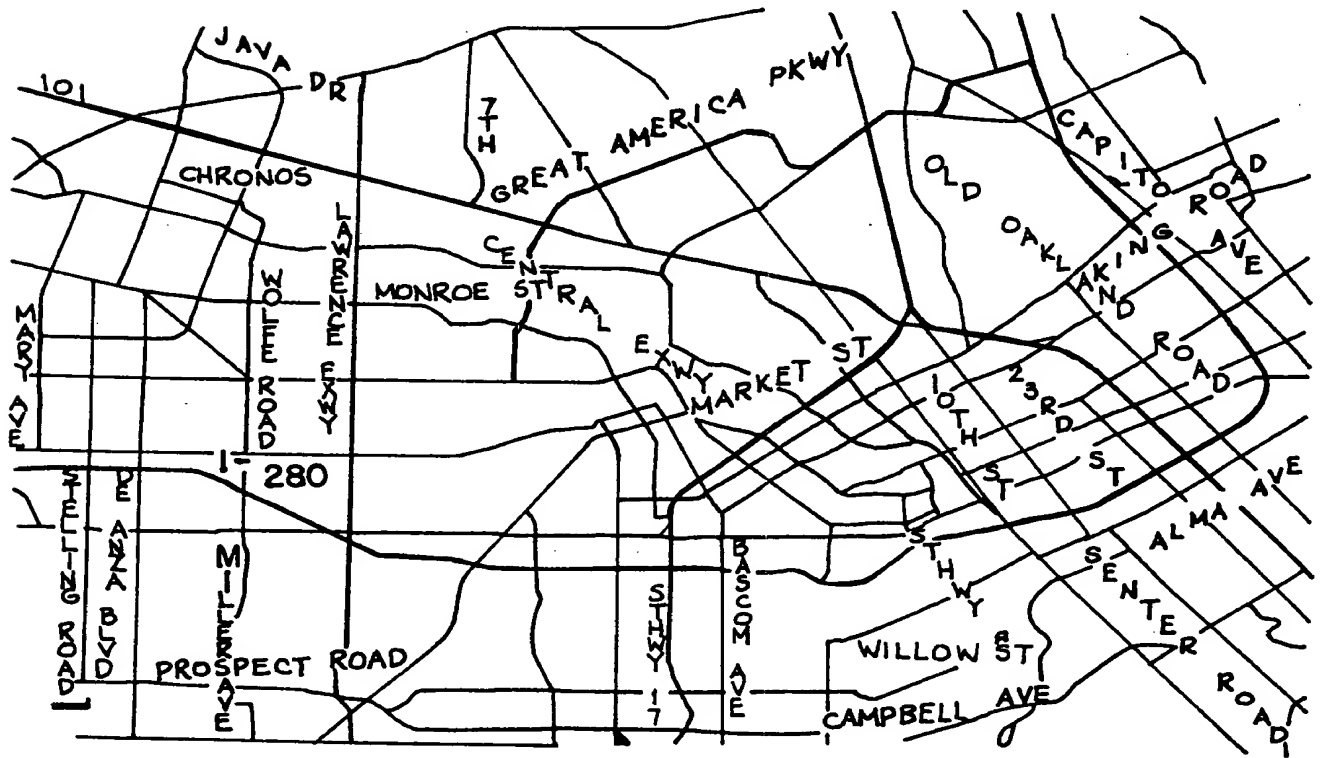 JAVA DR
101
PKWY
7TH
GREAT AMERICA
CAPITO
ROAD
CHRONOS
OLD OAKLAND
KING
AVE
LAWRENCE EXWY
CENTRAL
ST
MONROE
WOLFE ROAD
MARY AVE
EXWY
MARKET ST
ROAD
10TH
ST
23RD
ST
I-280
STELLING ROAD
DE ANZA BLVD
MILLER AVE
ALMA AVE
ST HWY
BASCOM AVE
ST HWY 17
SENTER ROAD
PROSPECT ROAD
WILLOW ST
CAMPBELL AVE